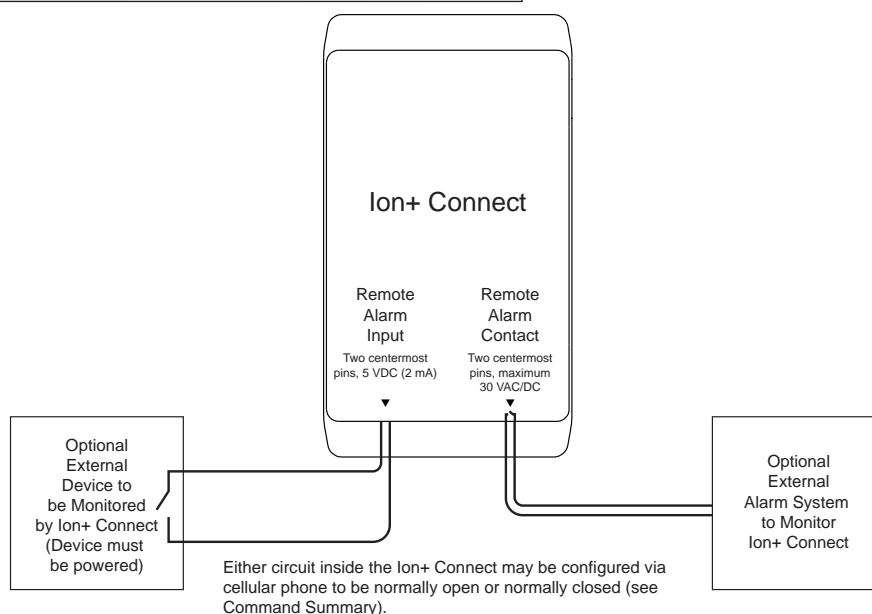 Ion+ Connect
Remote
Alarm
Input
Two centermost
pins, 5 VDC (2 mA)
Remote
Alarm
Contact
Two centermost
pins, maximum
30 VAC/DC
Optional
External
Device to
be Monitored
by Ion+ Connect
(Device must
be powered)
Optional
External
Alarm System
to Monitor
Ion+ Connect
Either circuit inside the Ion+ Connect may be configured via
cellular phone to be normally open or normally closed (see
Command Summary).